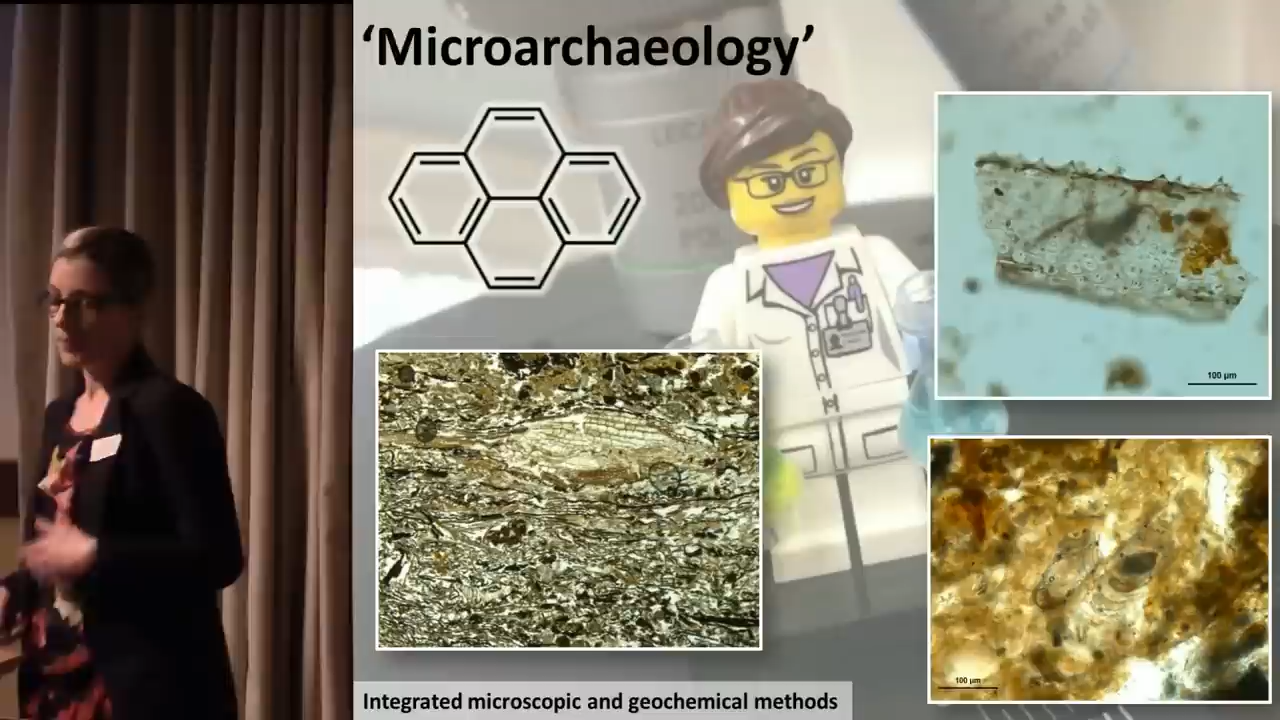 ‘Microarchaeology’
100 µm
100 µm
Integrated microscopic and geochemical methods